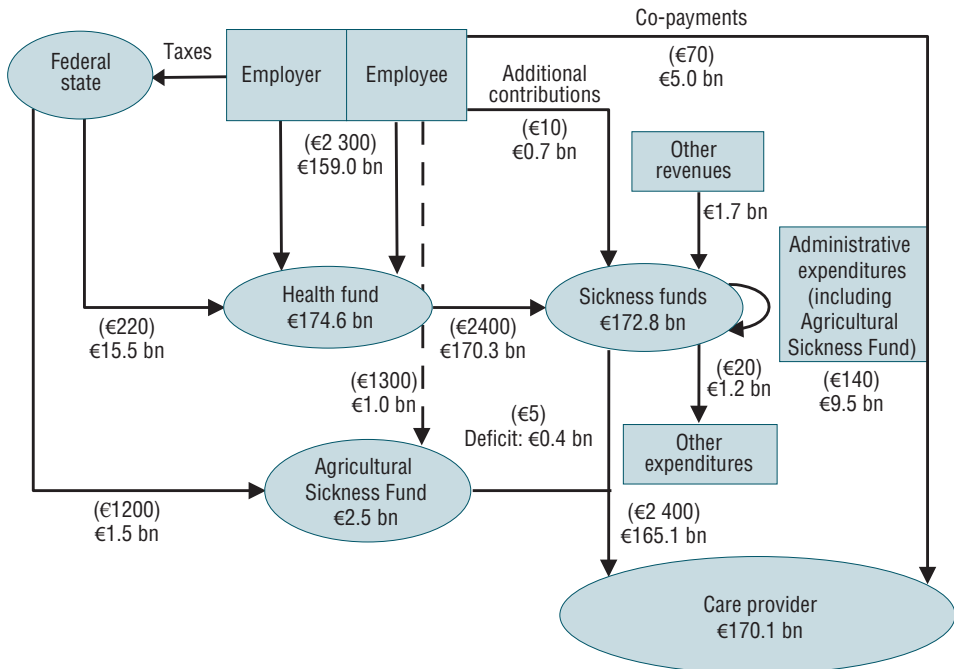 Co-payments
(€70)
€5.0 bn
Federal
state
Taxes
Employer
Employee
Additional
contributions
(€10)
€0.7 bn
(€2 300)
€159.0 bn
Other
revenues
€1.7 bn
Administrative
expenditures
(including
Agricultural
Sickness Fund)
(€140)
€9.5 bn
Health fund
€174.6 bn
Sickness funds
€172.8 bn
(€220)
€15.5 bn
(€2400)
€170.3 bn
(€20)
€1.2 bn
(€1300)
€1.0 bn
(€5)
Deficit: €0.4 bn
Other
expenditures
Agricultural
Sickness Fund
€2.5 bn
(€1200)
€1.5 bn
(€2 400)
€165.1 bn
Care provider
€170.1 bn